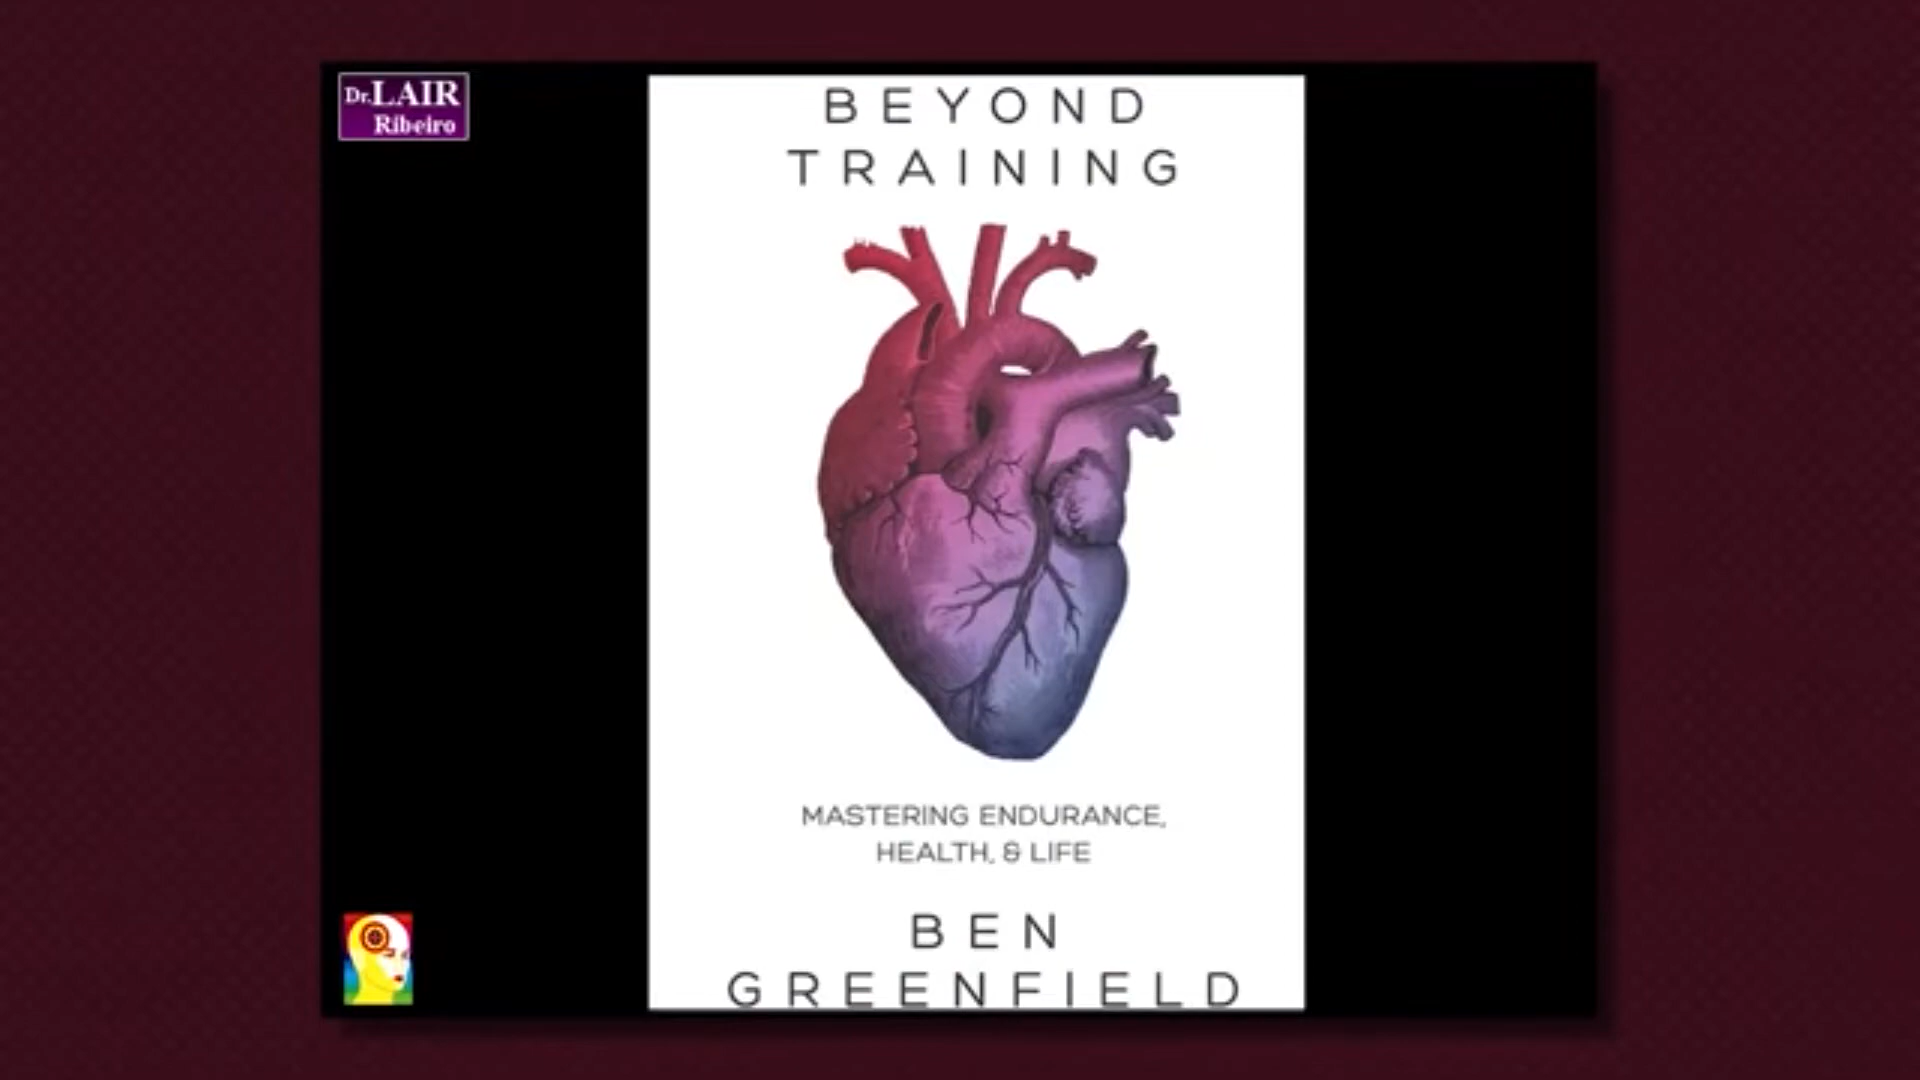 Dr. LAIR
Ribeiro
BEYOND
TRAINING
MASTERING ENDURANCE,
HEALTH, & LIFE
BEN
GREENFIELD